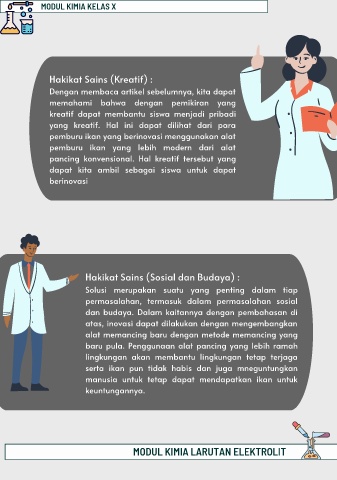 MODUL KIMIA KELAS X
Hakikat Sains (Kreatif) :
Dengan membaca artikel sebelumnya, kita dapat
memahami bahwa dengan pemikiran yang
kreatif dapat membantu siswa menjadi pribadi
yang kreatif. Hal ini dapat dilihat dari para
pemburu ikan yang berinovasi menggunakan alat
pemburu ikan yang lebih modern dari alat
pancing konvensional. Hal kreatif tersebut yang
dapat kita ambil sebagai siswa untuk dapat
berinovasi
Hakikat Sains (Sosial dan Budaya) :
Solusi merupakan suatu yang penting dalam tiap
permasalahan, termasuk dalam permasalahan sosial
dan budaya. Dalam kaitannya dengan pembahasan di
atas, inovasi dapat dilakukan dengan mengembangkan
alat memancing baru dengan metode memancing yang
baru pula. Penggunaan alat pancing yang lebih ramah
lingkungan akan membantu lingkungan tetap terjaga
serta ikan pun tidak habis dan juga mneguntungkan
manusia untuk tetap dapat mendapatkan ikan untuk
keuntungannya.
MODUL KIMIA LARUTAN ELEKTROLIT